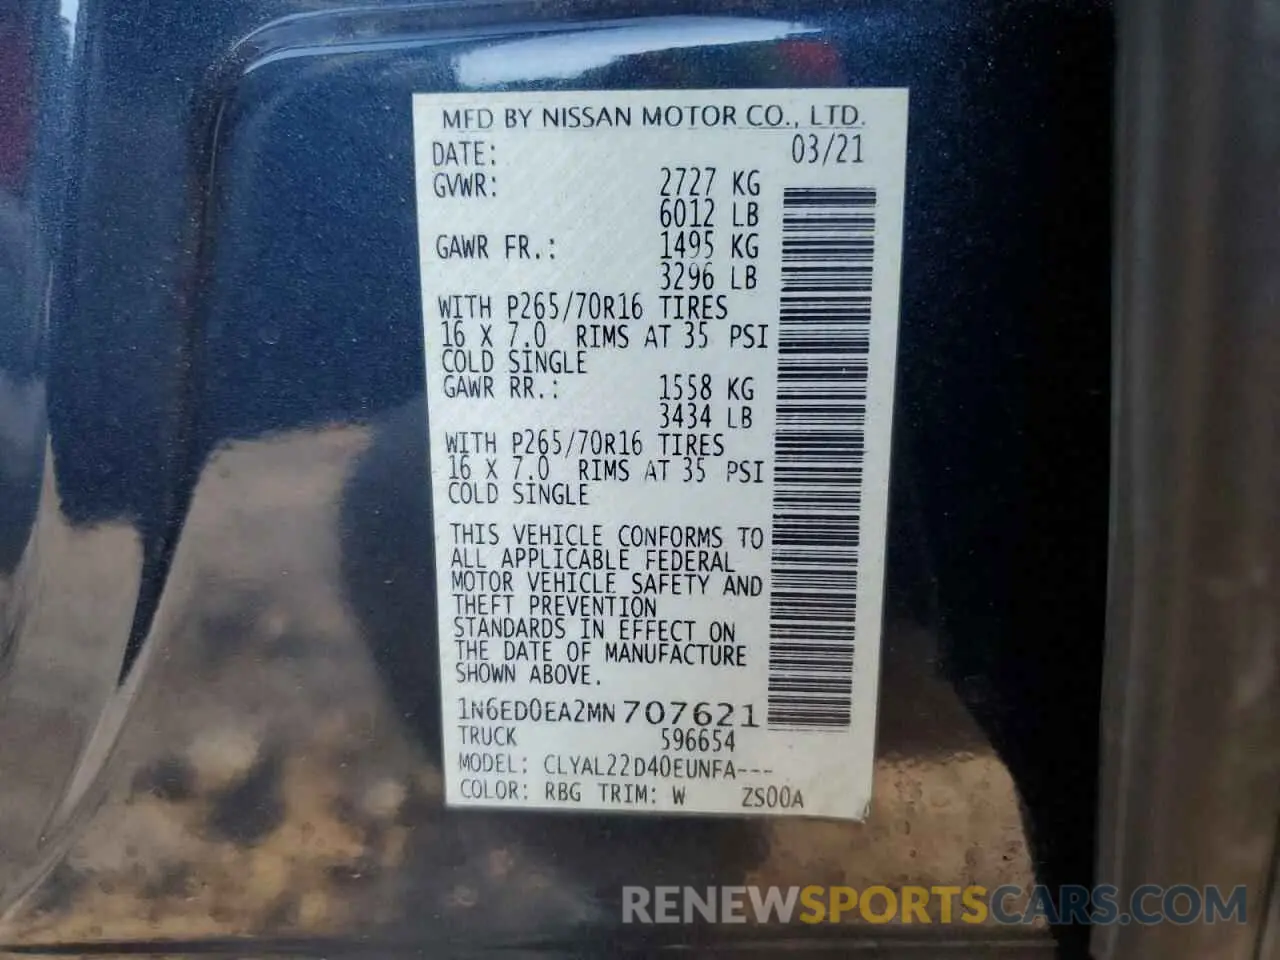 MFD BY NISSAN MOTOR CO., LTD.
DATE: 03/21
GVWR: 2727 KG
6012 LB
GAWR FR.: 1495 KG
3296 LB
WITH P265/70R16 TIRES
16 X 7.0 RIMS AT 35 PSI
COLD SINGLE
GAWR RR.: 1558 KG
3434 LB
WITH P265/70R16 TIRES
16 X 7.0 RIMS AT 35 PSI
COLD SINGLE
THIS VEHICLE CONFORMS TO
ALL APPLICABLE FEDERAL
MOTOR VEHICLE SAFETY AND
THEFT PREVENTION
STANDARDS IN EFFECT ON
THE DATE OF MANUFACTURE
SHOWN ABOVE.
1N6ED0EA2MN707621
TRUCK 596654
MODEL: CLYAL22D40EUNFA---
COLOR: RBG TRIM: W ZS00A
RENEWSPORTSCARS.COM